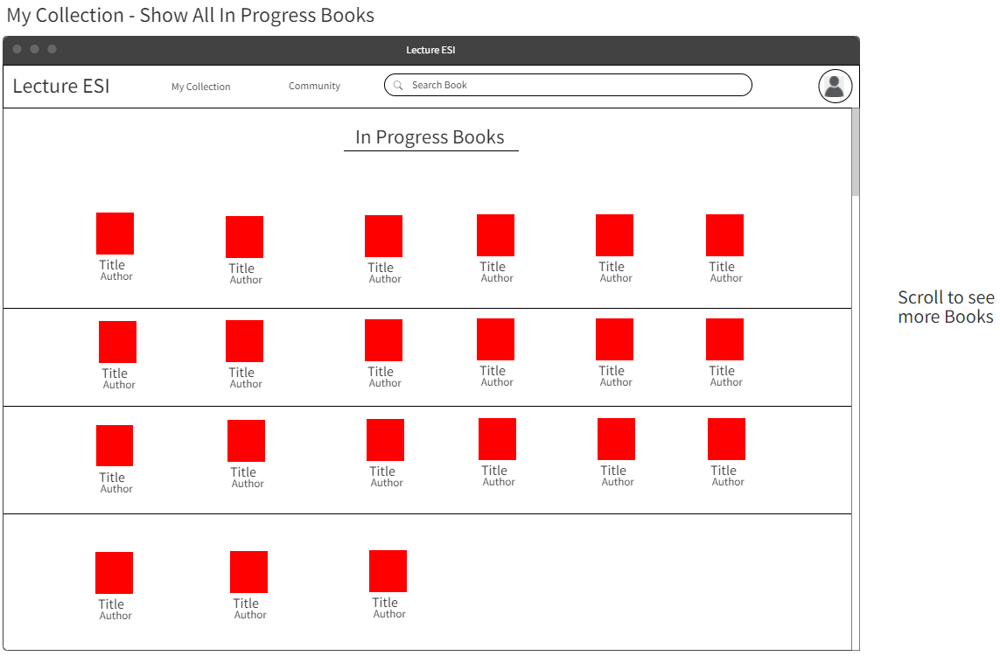 My Collection - Show All In Progress Books
Lecture ESI
Lecture ESI
My Collection
Community
Search Book
In Progress Books
Title
Author
Title
Author
Title
Author
Title
Author
Title
Author
Title
Author
Scroll to see
more Books
Title
Author
Title
Author
Title
Author
Title
Author
Title
Author
Title
Author
Title
Author
Title
Author
Title
Author
Title
Author
Title
Author
Title
Author
Title
Author
Title
Author
Title
Author